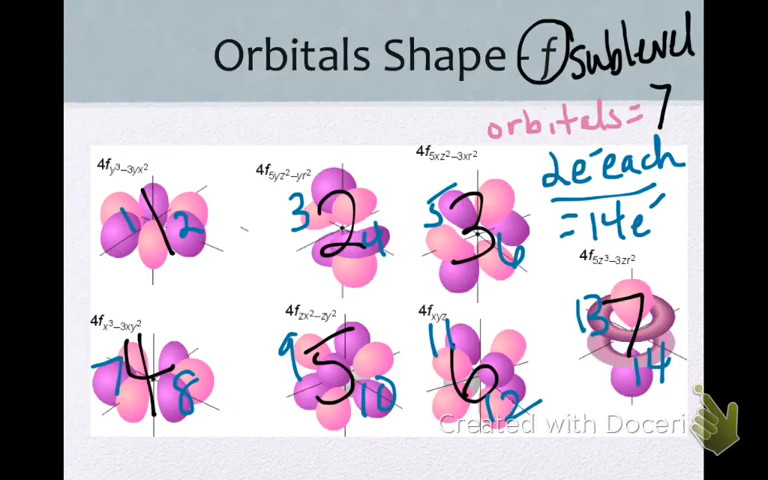 Orbitals Shape - f sublevel
orbitals = 7
2e⁻ each
= 14e⁻
4f y³-3yx²
4f 5yz²-yr²
4f 5xz²-3xr²
4f 5z³-3zr²
1 1 2
3 2 4
5 3 6
4f x³-3xy²
4f zx²-zy²
4f xyz
7 4 8
9 5 10
11 6 12
13 7 14
Created with Doceri